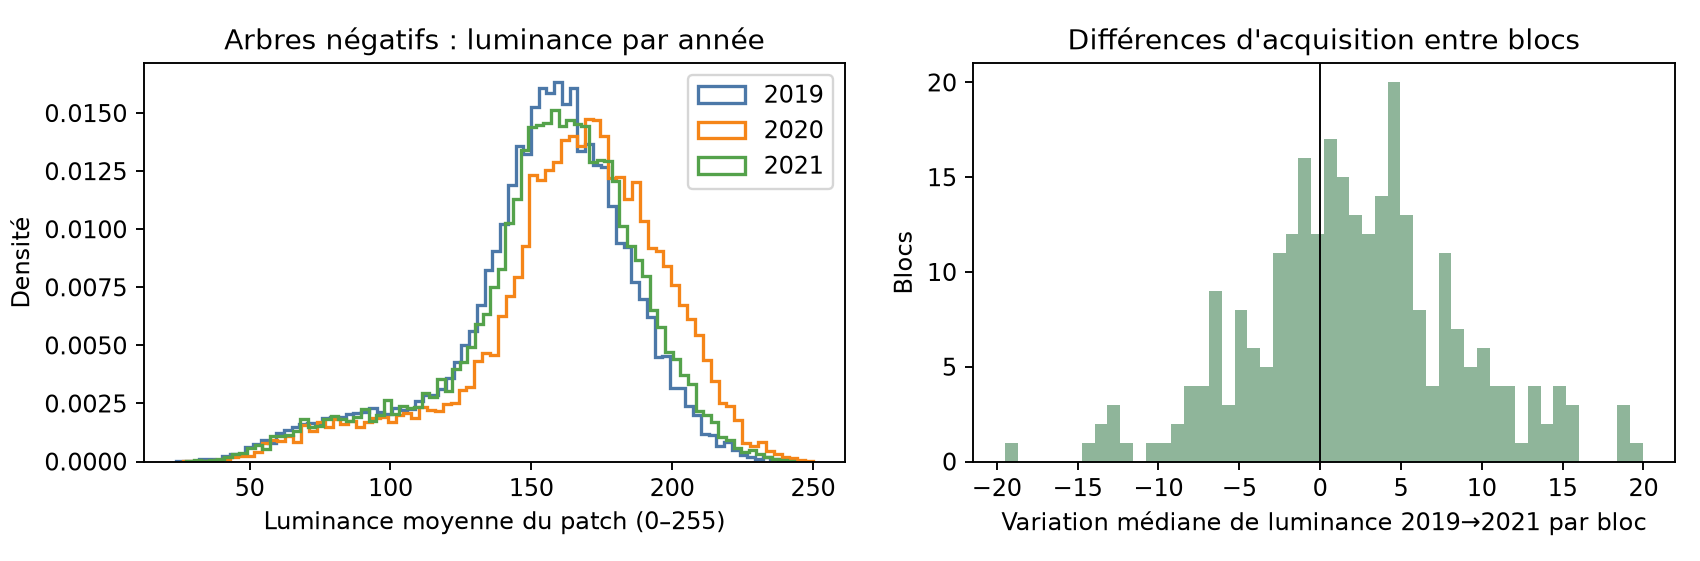 Arbres négatifs : luminance par année
0.0150
0.0125
0.0100
0.0075
0.0050
0.0025
0.0000
Densité
2019
2020
2021
50 100 150 200 250
Luminance moyenne du patch (0–255)
Différences d'acquisition entre blocs
20
15
10
5
0
Blocs
−20 −15 −10 −5 0 5 10 15 20
Variation médiane de luminance 2019→2021 par bloc